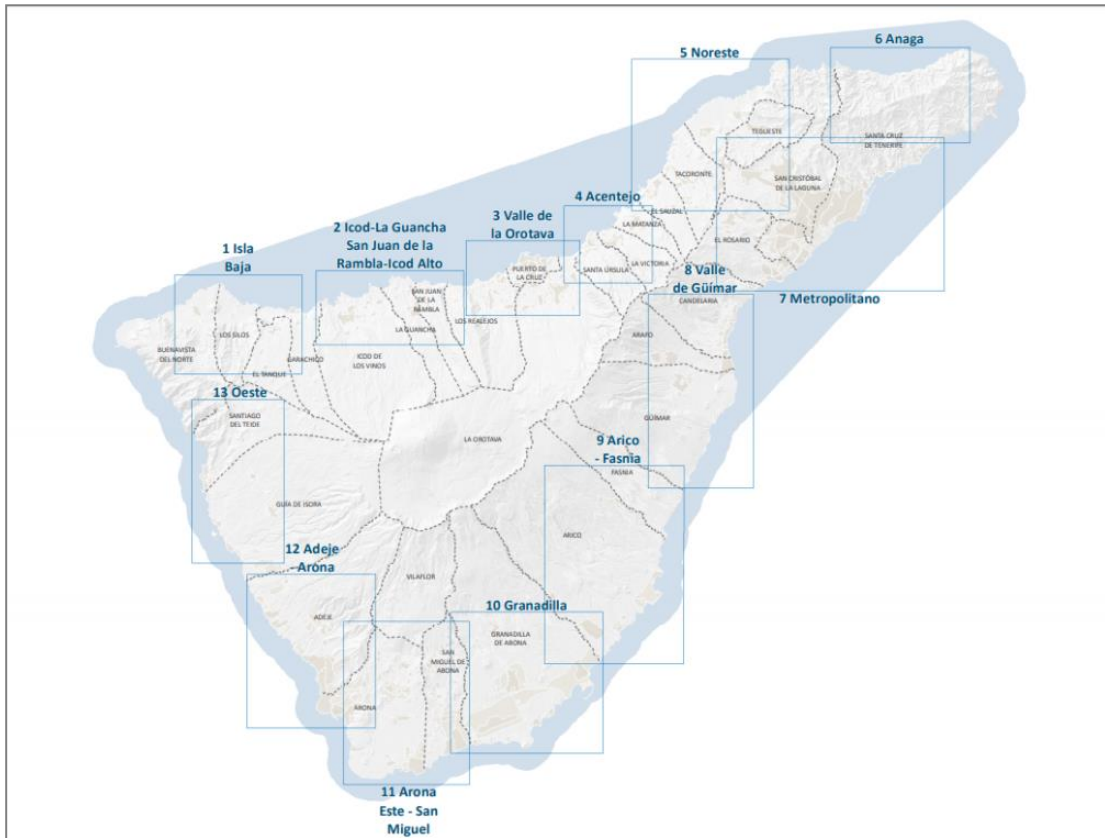 6 Anaga
5 Noreste
TEGUESTE
SANTA CRUZ
DE TENERIFE
TACORONTE
SAN CRISTÓBAL
DE LA LAGUNA
4 Acentejo
EL SAUZAL
LA MATANZA
EL ROSARIO
3 Valle de
la Orotava
2 Icod-La Guancha
San Juan de la
Rambla-Icod Alto
1 Isla
Baja
PUERTO DE
LA CRUZ
SANTA ÚRSULA
LA VICTORIA
8 Valle
de Güímar
CANDELARIA
7 Metropolitano
SAN JUAN
DE LA
RAMBLA
LOS REALEJOS
LA GUANCHA
LOS SILOS
BUENAVISTA
DEL NORTE
GARACHICO
EL TANQUE
ICOD DE
LOS VINOS
ARAFO
13 Oeste
SANTIAGO
DEL TEIDE
GÜÍMAR
LA OROTAVA
9 Arico
- Fasnia
FASNIA
GUÍA DE ISORA
ARICO
12 Adeje
-Arona
VILAFLOR
ADEJE
10 Granadilla
GRANADILLA
DE ABONA
SAN
MIGUEL DE
ABONA
ARONA
11 Arona
Este - San
Miguel